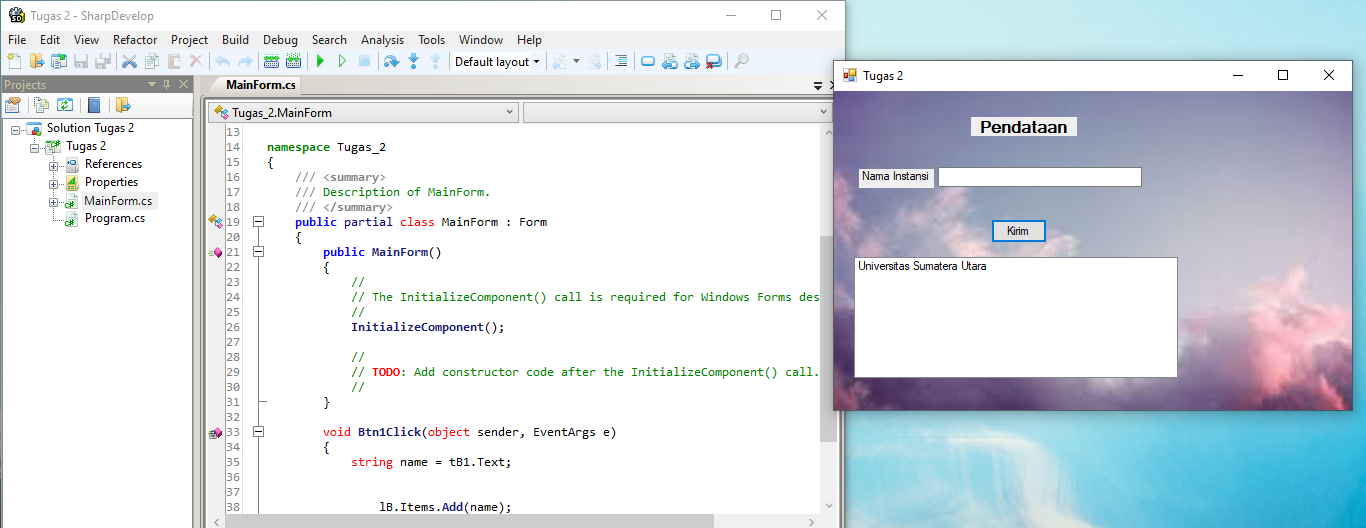 Tugas 2 - SharpDevelop
File Edit View Refactor Project Build Debug Search Analysis Tools Window Help
Default layout
Projects
Solution Tugas 2
Tugas 2
References
Properties
MainForm.cs
Program.cs
MainForm.cs
Tugas_2.MainForm
13
14 namespace Tugas_2
15 {
16 /// <summary>
17 /// Description of MainForm.
18 /// </summary>
19 public partial class MainForm : Form
20 {
21 public MainForm()
22 {
23 //
24 // The InitializeComponent() call is required for Windows Forms des
25 //
26 InitializeComponent();
27
28 //
29 // TODO: Add constructor code after the InitializeComponent() call.
30 //
31 }
32
33 void Btn1Click(object sender, EventArgs e)
34 {
35 string name = tB1.Text;
36
37
38 lB.Items.Add(name);
Tugas 2
Pendataan
Nama Instansi
Kirim
Universitas Sumatera Utara